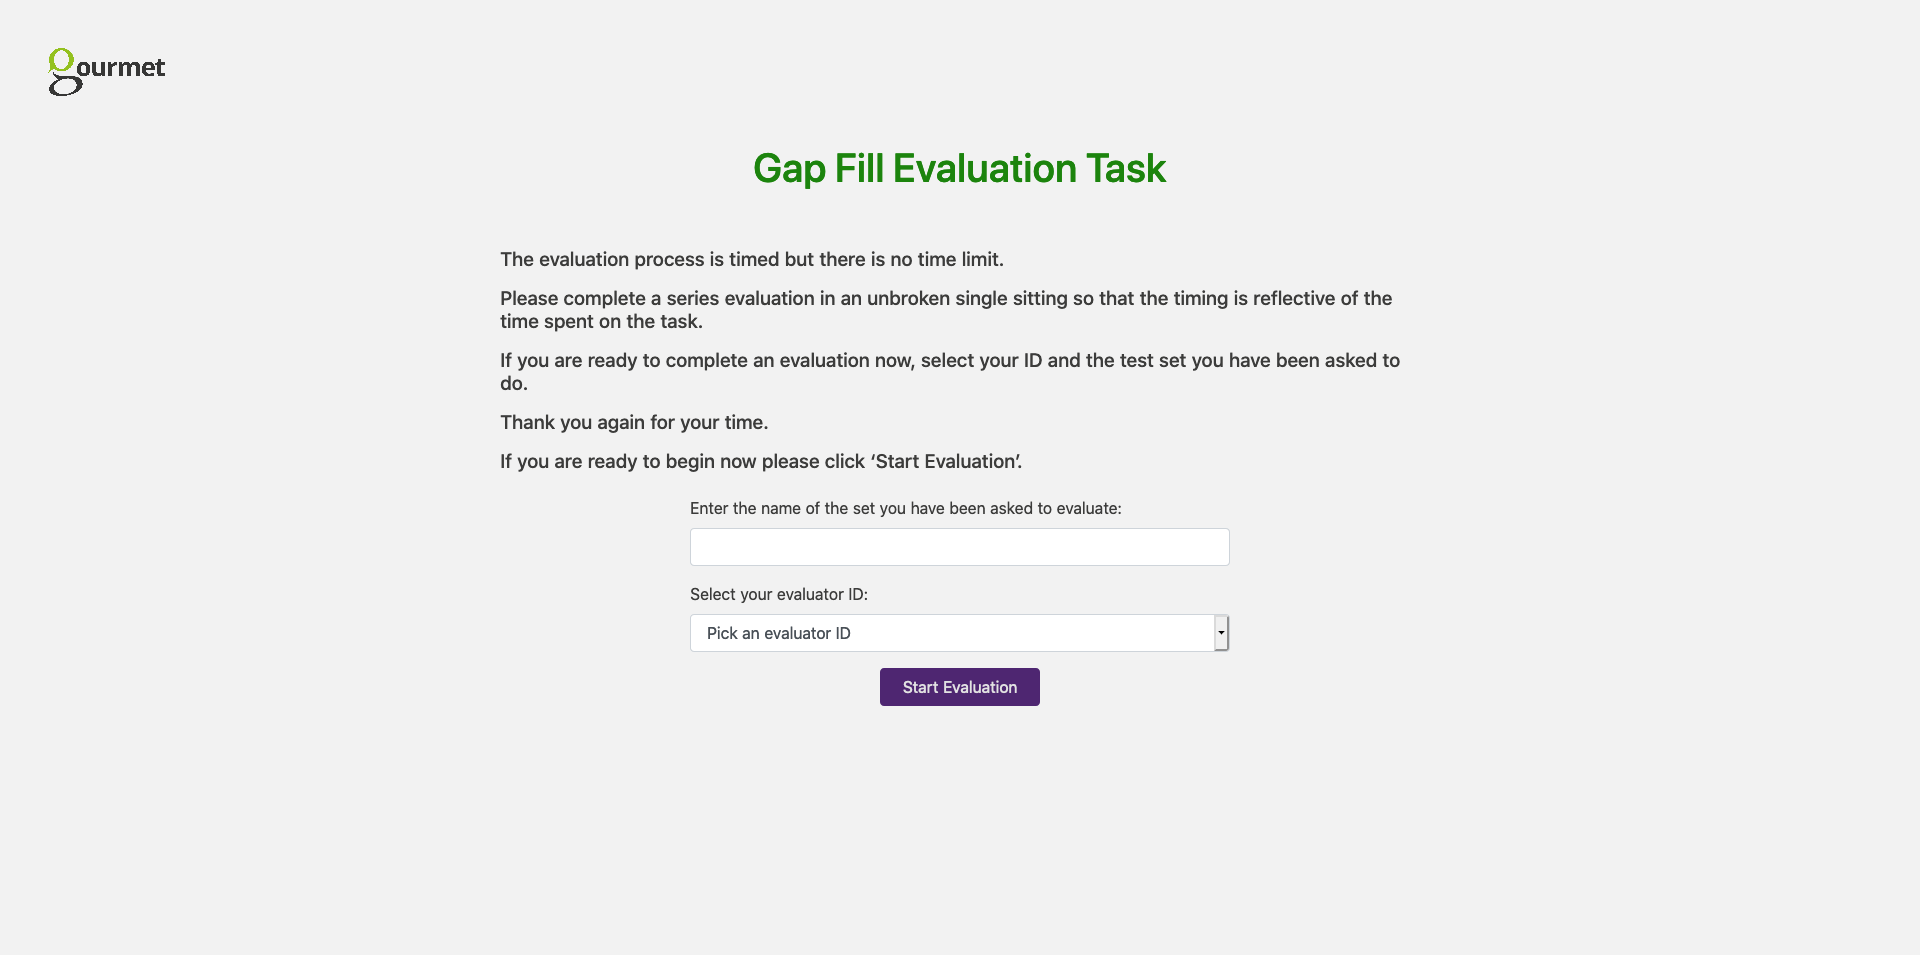 gourmet
Gap Fill Evaluation Task
The evaluation process is timed but there is no time limit.
Please complete a series evaluation in an unbroken single sitting so that the timing is reflective of the
time spent on the task.
If you are ready to complete an evaluation now, select your ID and the test set you have been asked to
do.
Thank you again for your time.
If you are ready to begin now please click ‘Start Evaluation’.
Enter the name of the set you have been asked to evaluate:
Select your evaluator ID:
Pick an evaluator ID
Start Evaluation